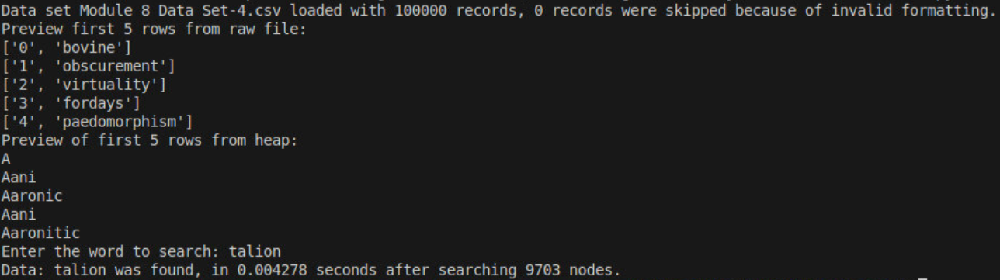 Data set Module 8 Data Set-4.csv loaded with 100000 records, 0 records were skipped because of invalid formatting.
Preview first 5 rows from raw file:
['0', 'bovine']
['1', 'obscurement']
['2', 'virtuality']
['3', 'fordays']
['4', 'paedomorphism']
Preview of first 5 rows from heap:
A
Aani
Aaronic
Aani
Aaronitic
Enter the word to search: talion
Data: talion was found, in 0.004278 seconds after searching 9703 nodes.